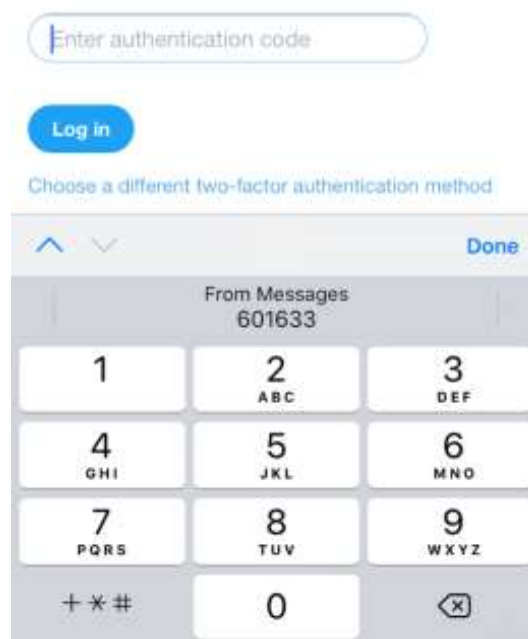 Enter authentication code
Log in
Choose a different two-factor authentication method
Done
From Messages
601633
1
2
ABC
3
DEF
4
GHI
5
JKL
6
MNO
7
PQRS
8
TUV
9
WXYZ
+*#
0